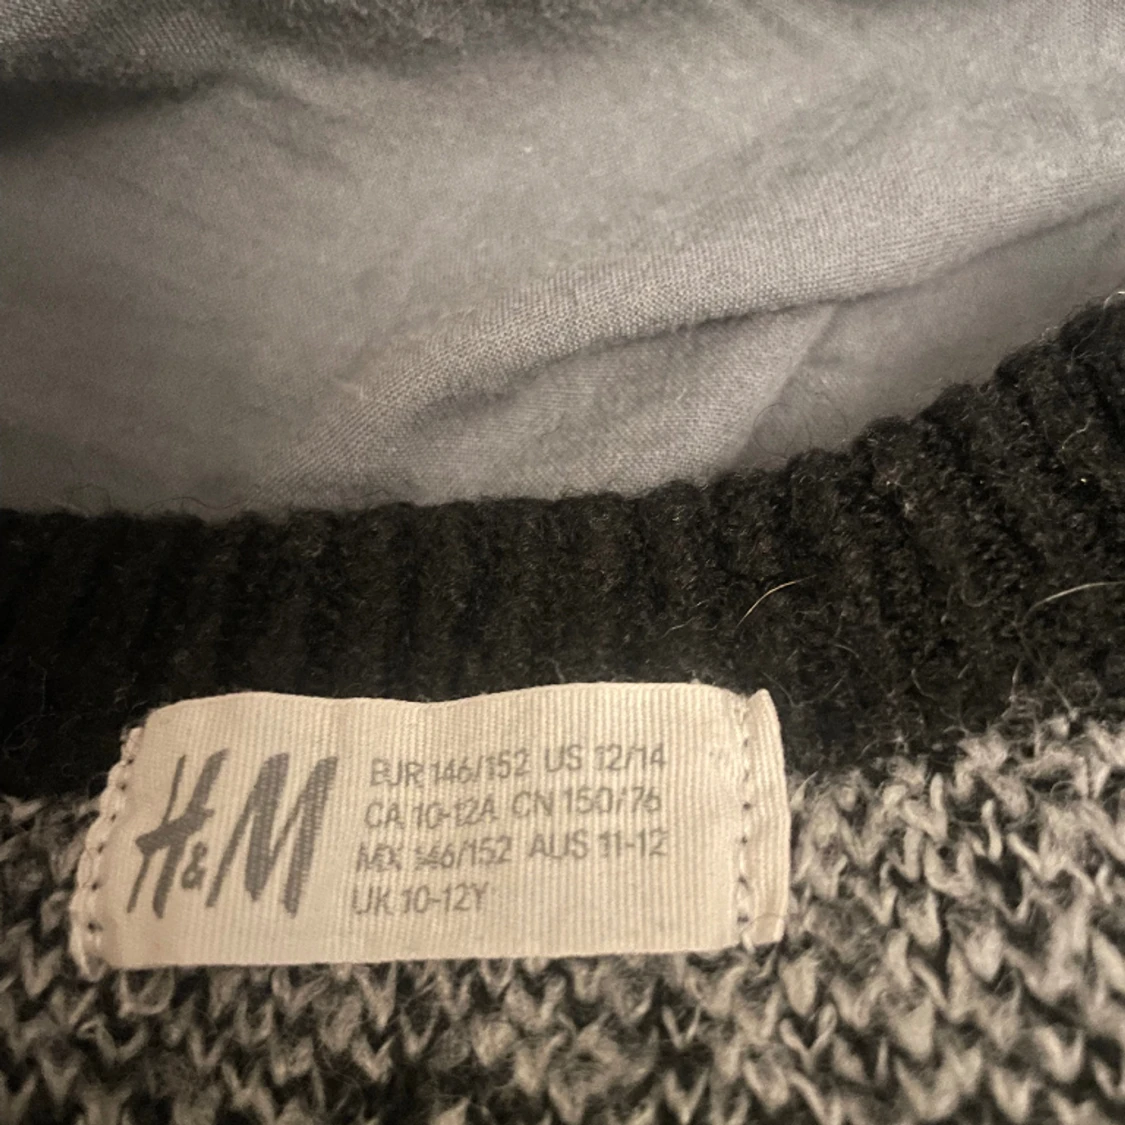 H&M
EUR 146/152 US 12/14
CA 10-12A CN 150/76
MX 146/152 AUS 11-12
UK 10-12Y